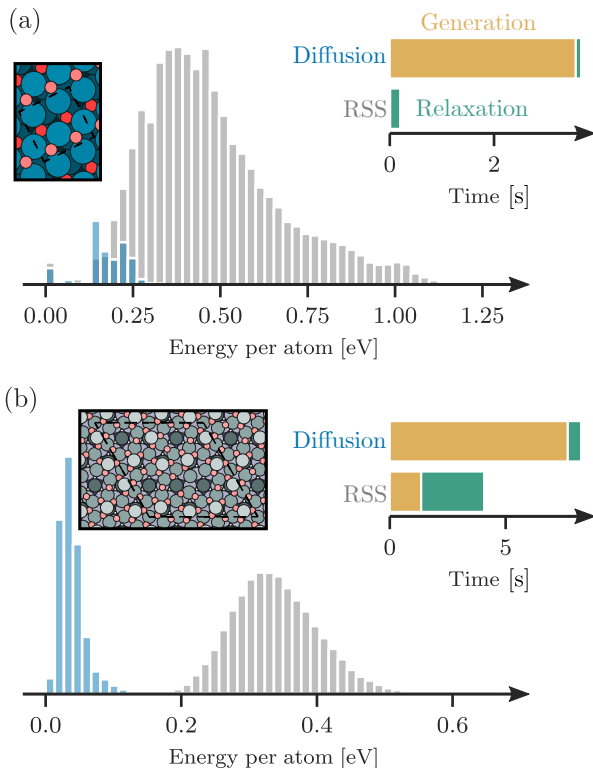 (a)
Generation
Diffusion
RSS
Relaxation
0
2
Time [s]
0.00
0.25
0.50
0.75
1.00
1.25
Energy per atom [eV]
(b)
Diffusion
RSS
0
5
Time [s]
0.0
0.2
0.4
0.6
Energy per atom [eV]